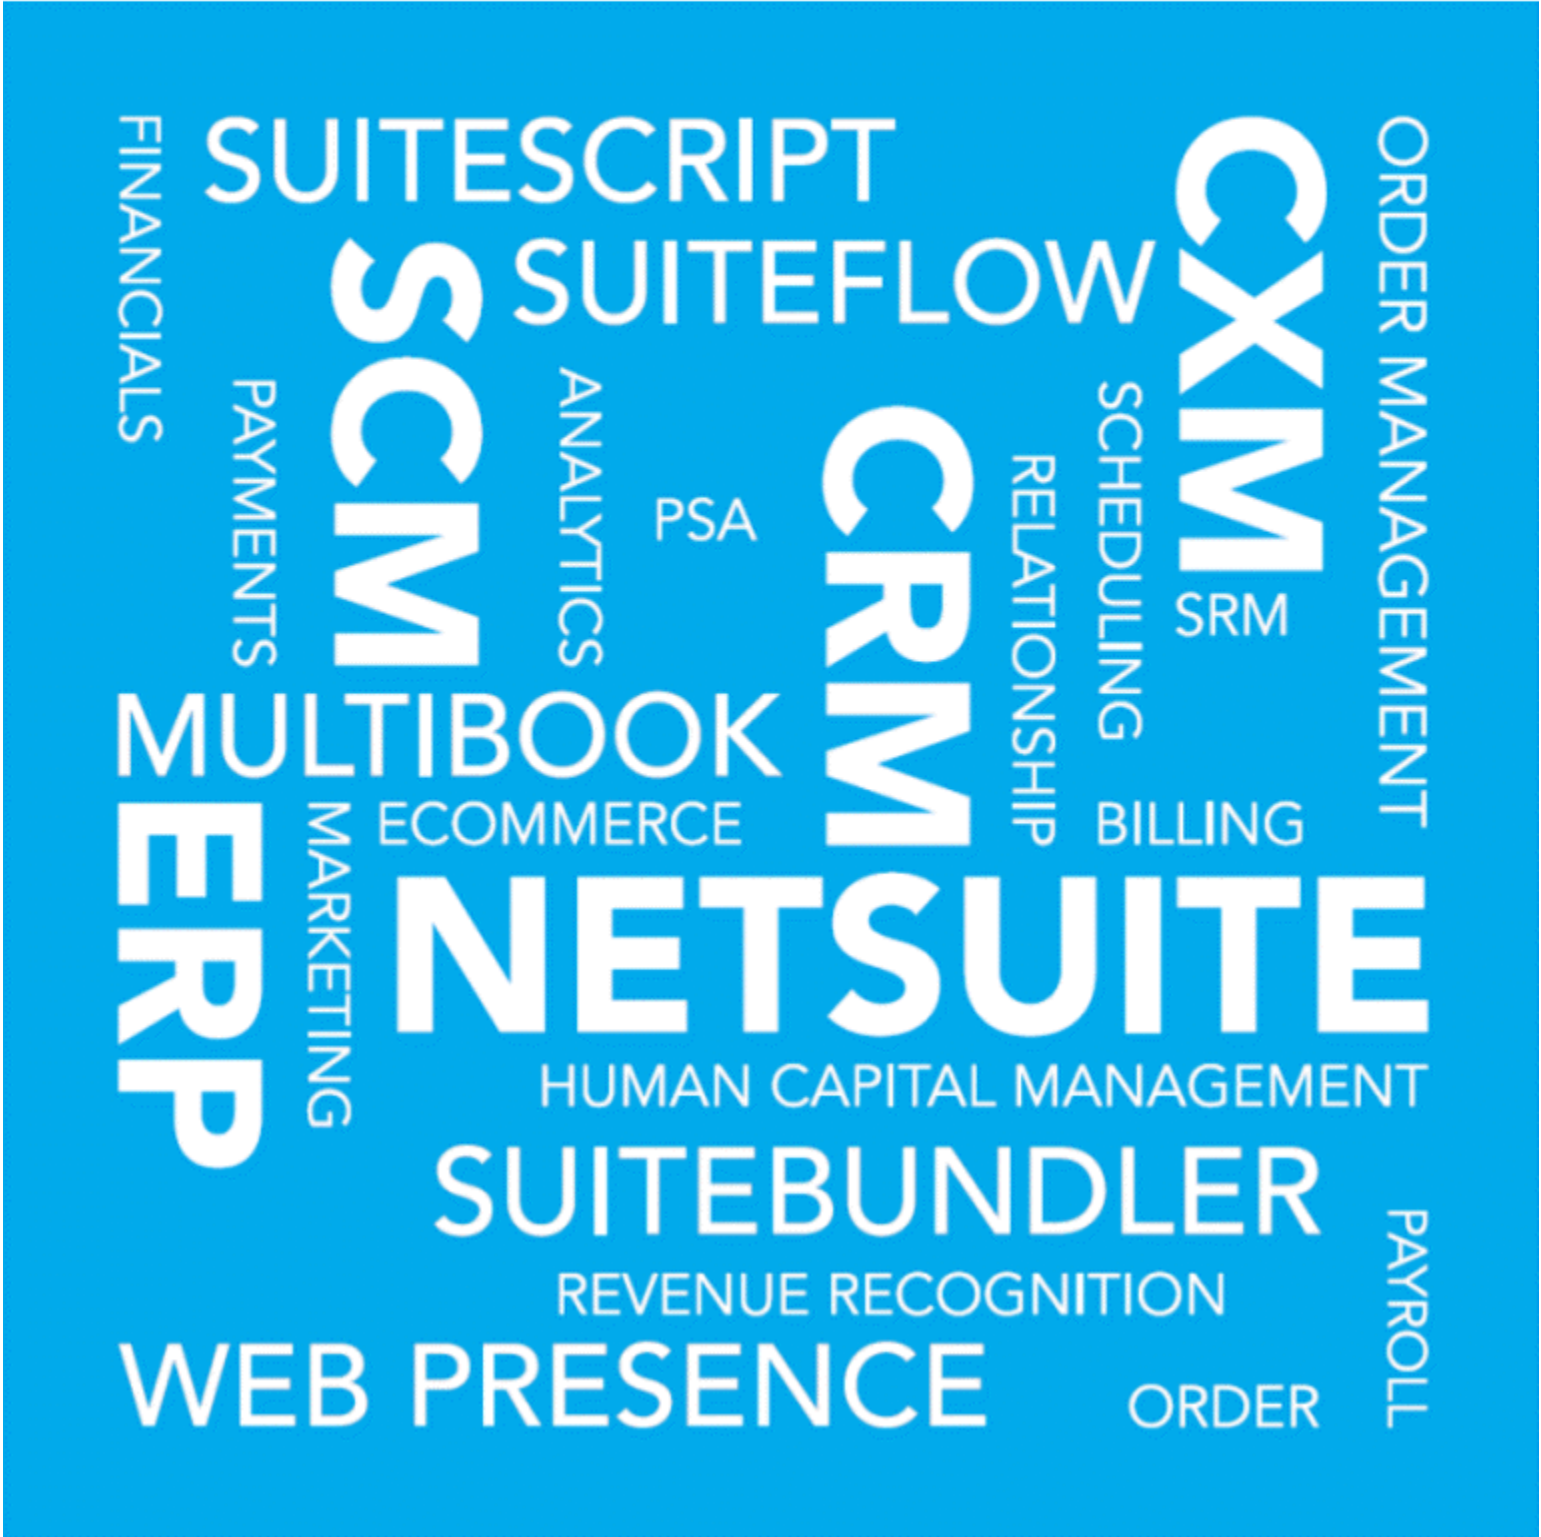 FINANCIALS
SUITESCRIPT
CXM
ORDER MANAGEMENT
SCM
SUITEFLOW
PAYMENTS
ANALYTICS
PSA
CRM
RELATIONSHIP
SCHEDULING
SRM
MULTIBOOK
ERP
MARKETING
ECOMMERCE
BILLING
NETSUITE
HUMAN CAPITAL MANAGEMENT
SUITEBUNDLER
PAYROLL
REVENUE RECOGNITION
WEB PRESENCE
ORDER